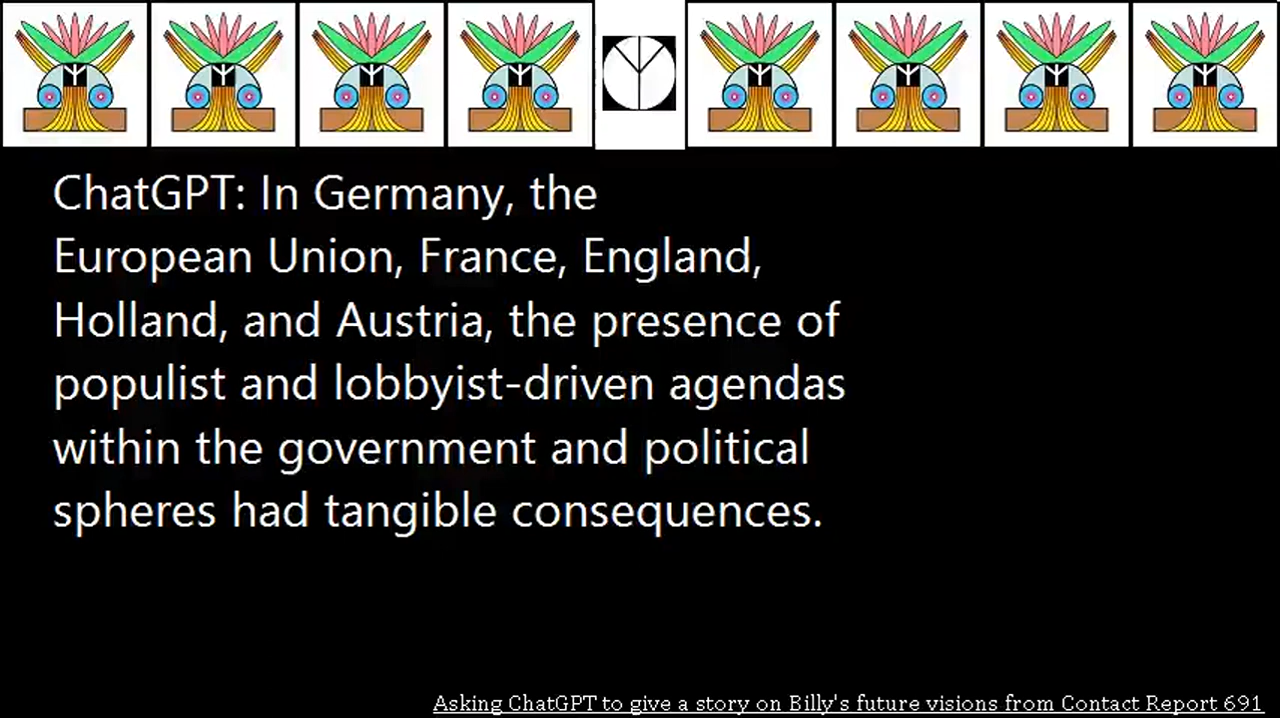 ChatGPT: In Germany, the
European Union, France, England,
Holland, and Austria, the presence of
populist and lobbyist-driven agendas
within the government and political
spheres had tangible consequences.
Asking ChatGPT to give a story on Billy's future visions from Contact Report 691